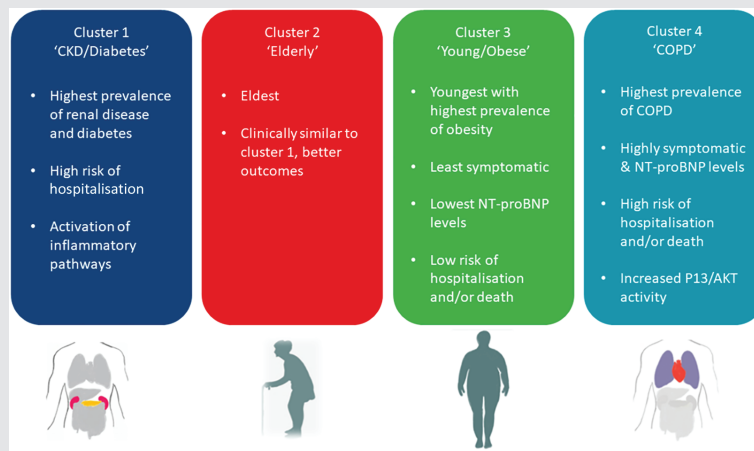 Cluster 1
'CKD/Diabetes'
• Highest prevalence
of renal disease
and diabetes
• High risk of
hospitalisation
• Activation of
inflammatory
pathways
Cluster 2
'Elderly'
• Eldest
• Clinically similar to
cluster 1, better
outcomes
Cluster 3
'Young/Obese'
• Youngest with
highest prevalence
of obesity
• Least symptomatic
• Lowest NT-proBNP
levels
• Low risk of
hospitalisation
and/or death
Cluster 4
'COPD'
• Highest prevalence
of COPD
• Highly symptomatic
& NT-proBNP levels
• High risk of
hospitalisation
and/or death
• Increased P13/AKT
activity